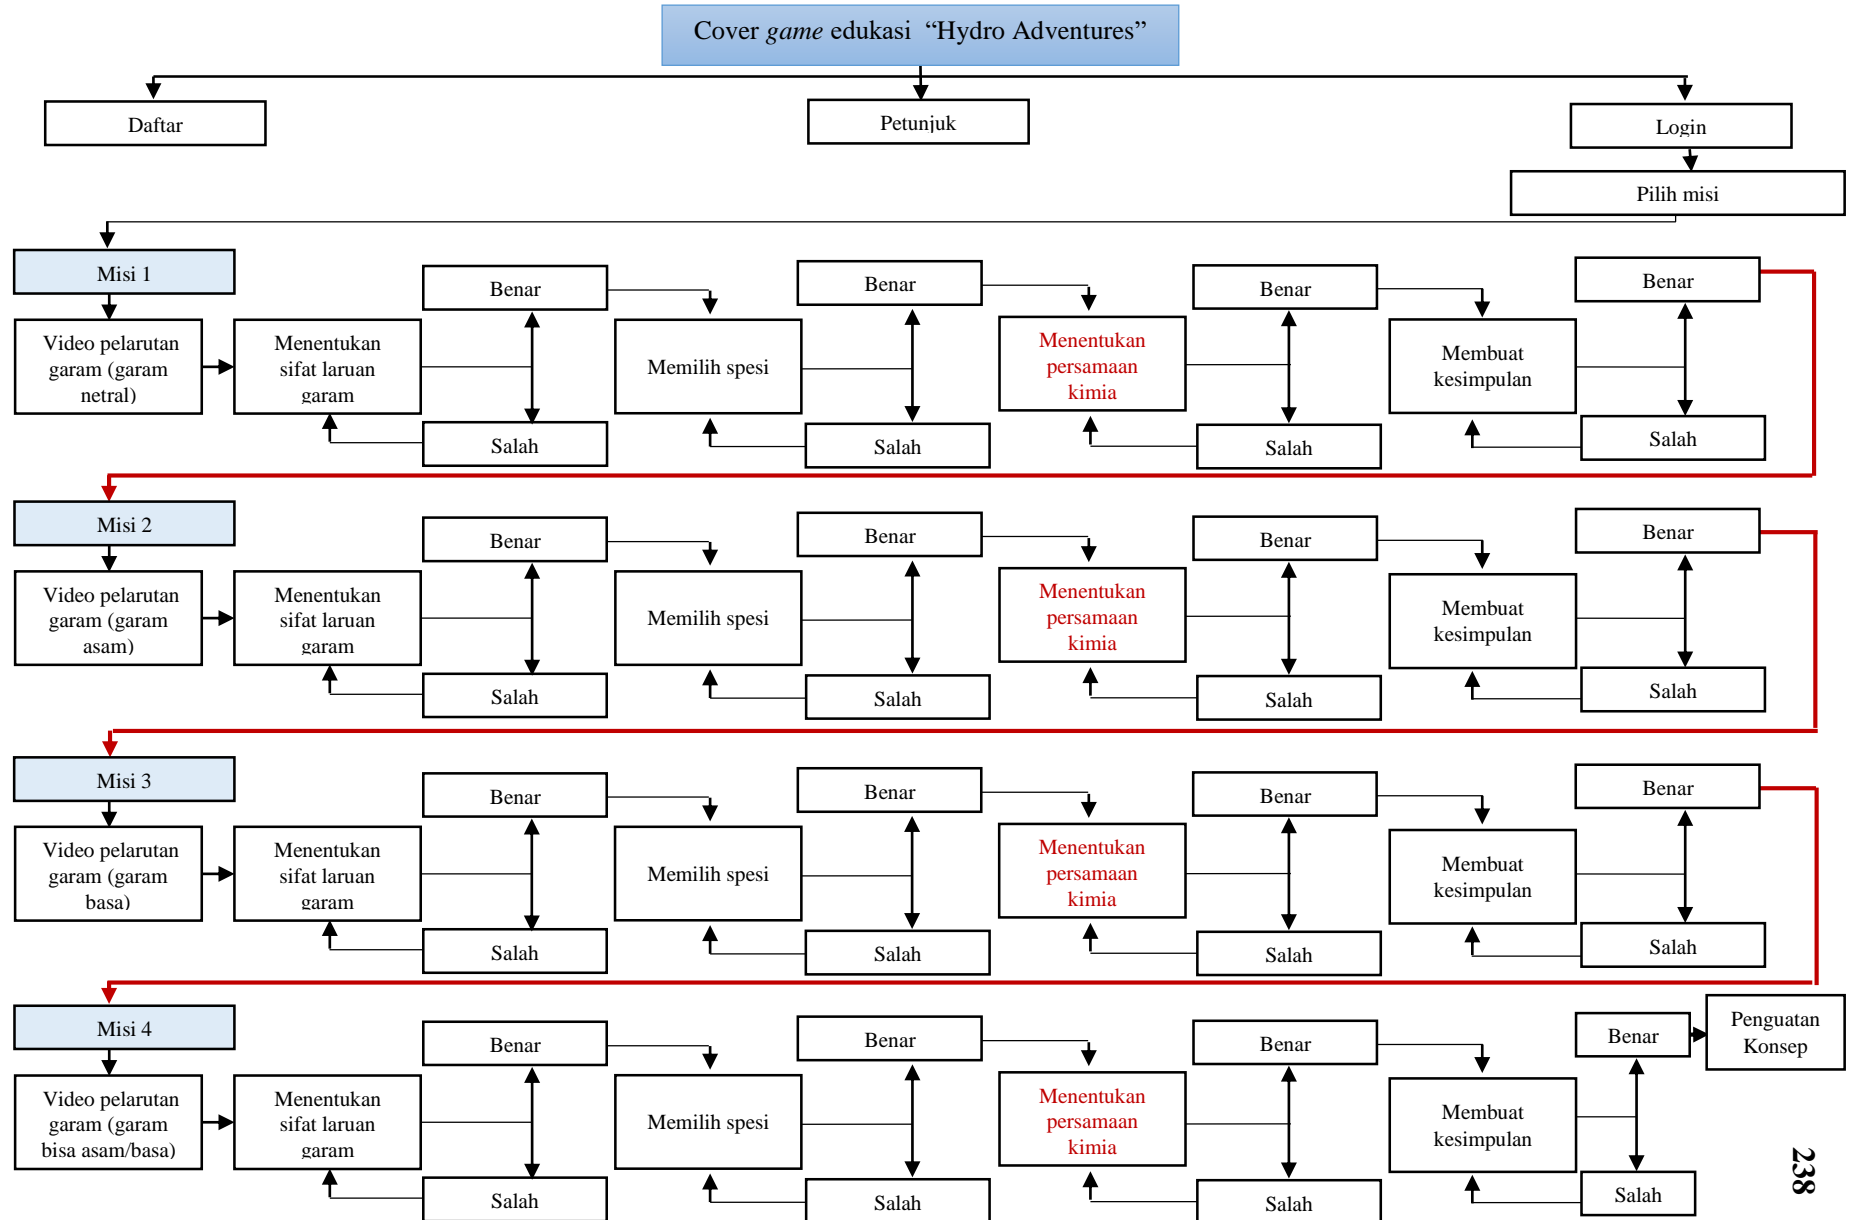 Cover game edukasi “Hydro Adventures”
Daftar
Petunjuk
Login
Pilih misi
Misi 1
Benar
Benar
Benar
Benar
Video pelarutan
garam (garam
netral)
Menentukan
sifat laruan
garam
Memilih spesi
Menentukan
persamaan
kimia
Membuat
kesimpulan
Salah
Salah
Salah
Salah
Misi 2
Benar
Benar
Benar
Benar
Video pelarutan
garam (garam
asam)
Menentukan
sifat laruan
garam
Memilih spesi
Menentukan
persamaan
kimia
Membuat
kesimpulan
Salah
Salah
Salah
Salah
Misi 3
Benar
Benar
Benar
Benar
Video pelarutan
garam (garam
basa)
Menentukan
sifat laruan
garam
Memilih spesi
Menentukan
persamaan
kimia
Membuat
kesimpulan
Salah
Salah
Salah
Salah
Misi 4
Benar
Benar
Benar
Benar
Penguatan
Konsep
Video pelarutan
garam (garam
bisa asam/basa)
Menentukan
sifat laruan
garam
Memilih spesi
Menentukan
persamaan
kimia
Membuat
kesimpulan
Salah
Salah
Salah
Salah
238